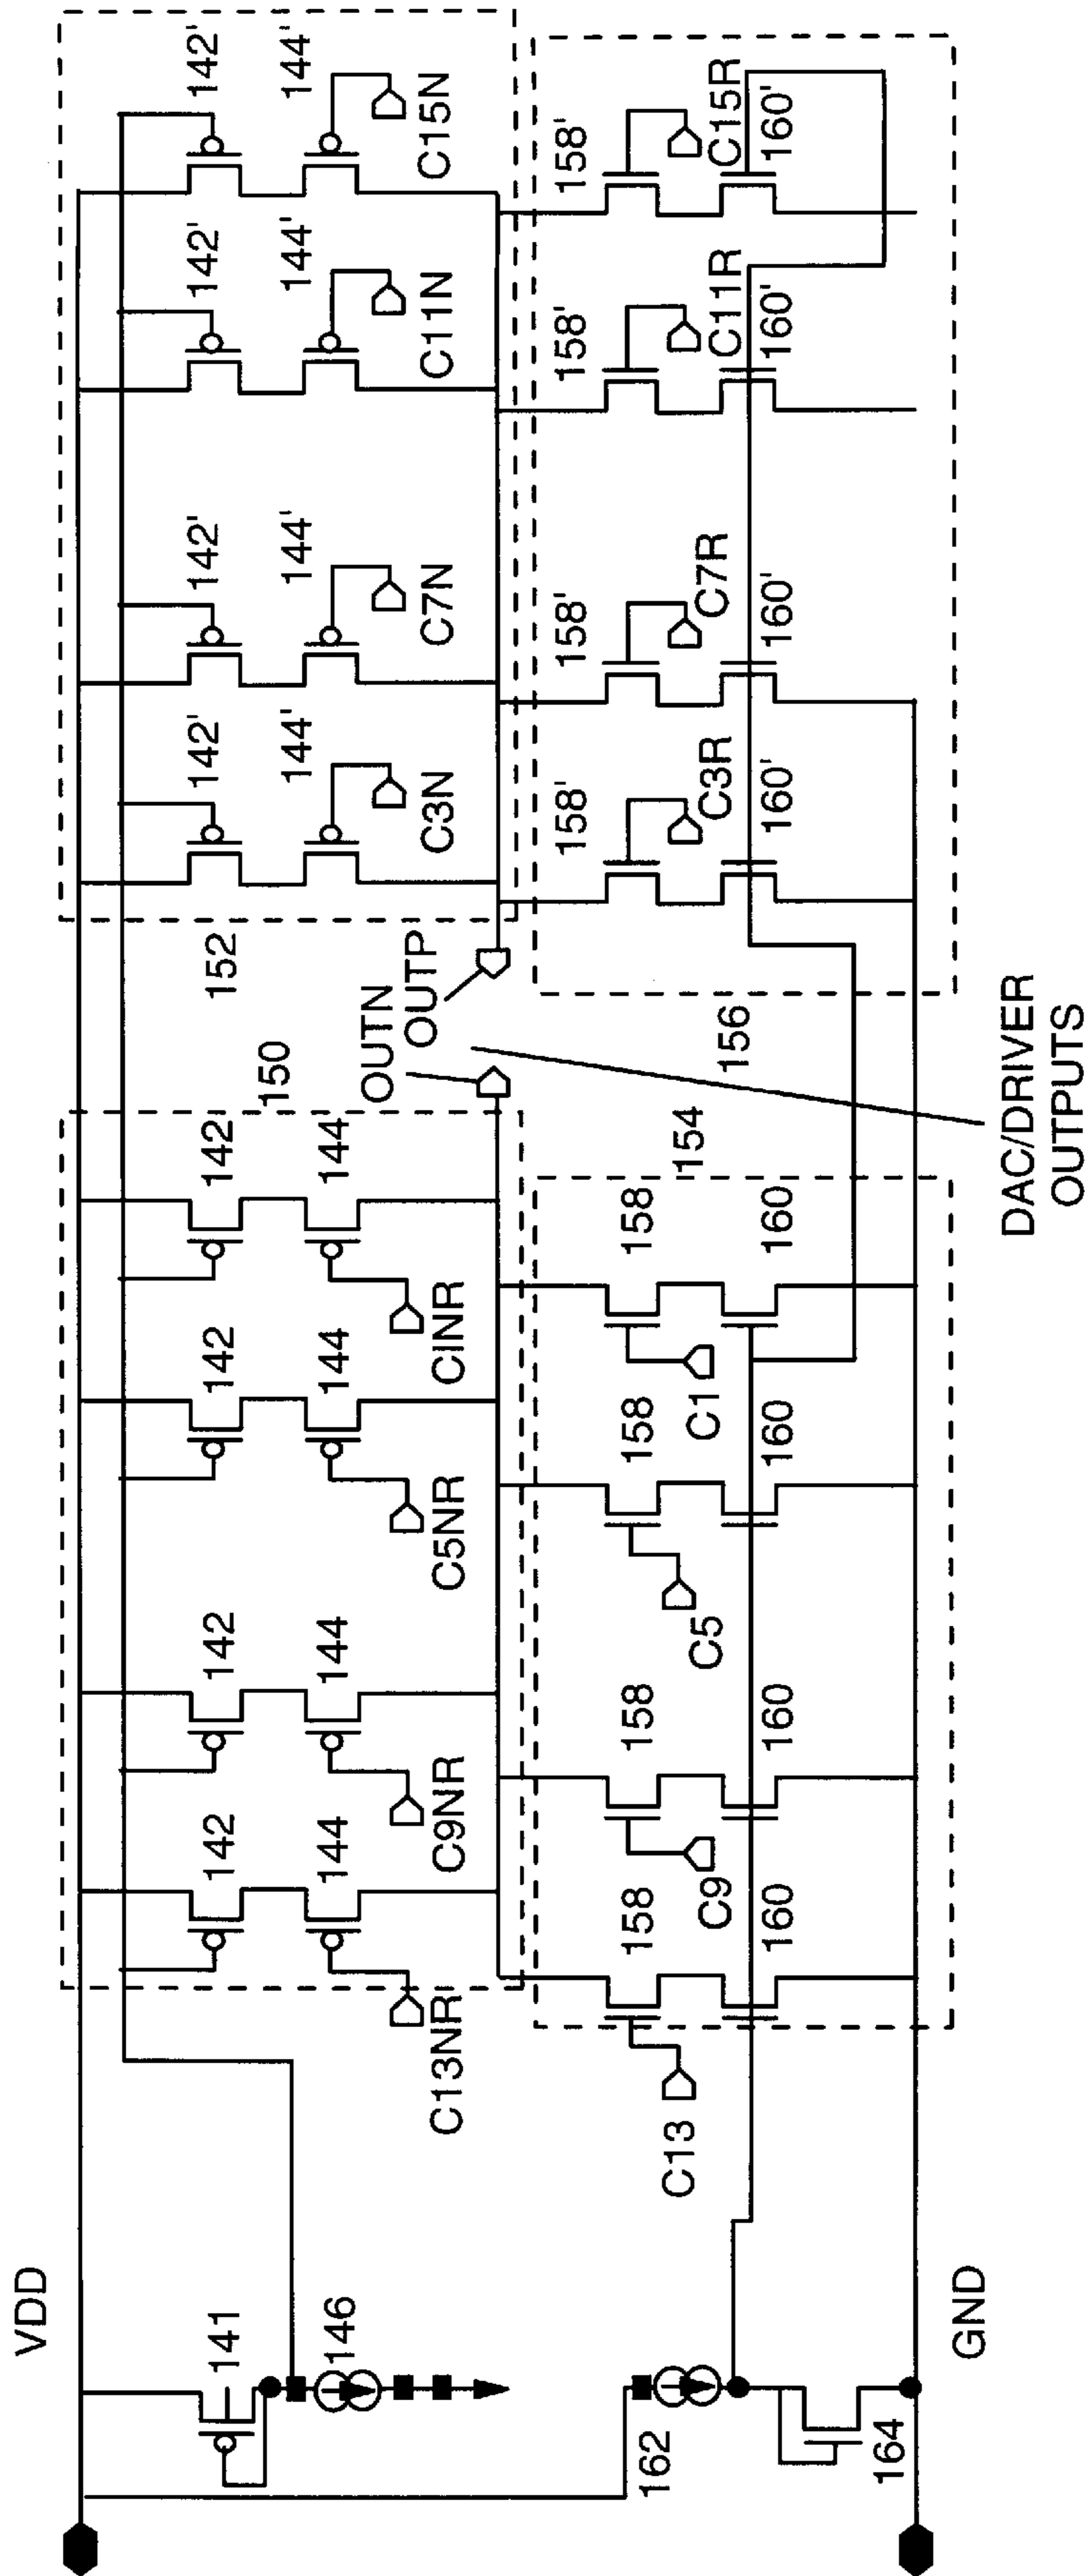 VDD
141
142 142 142 142 142' 142' 142' 142'
152
150
146
144 144 144 144 144' 144' 144' 144'
OUTN
OUTP
C13NR C9NR C5NR CINR C3N C7N C11N C15N
162
158 158 158 158 158' 158' 158' 158'
C13 C9 C5 C1 C3R C7R C11R C15R
154
156
160 160 160 160 160' 160' 160' 160'
164
GND
DAC/DRIVER
OUTPUTS